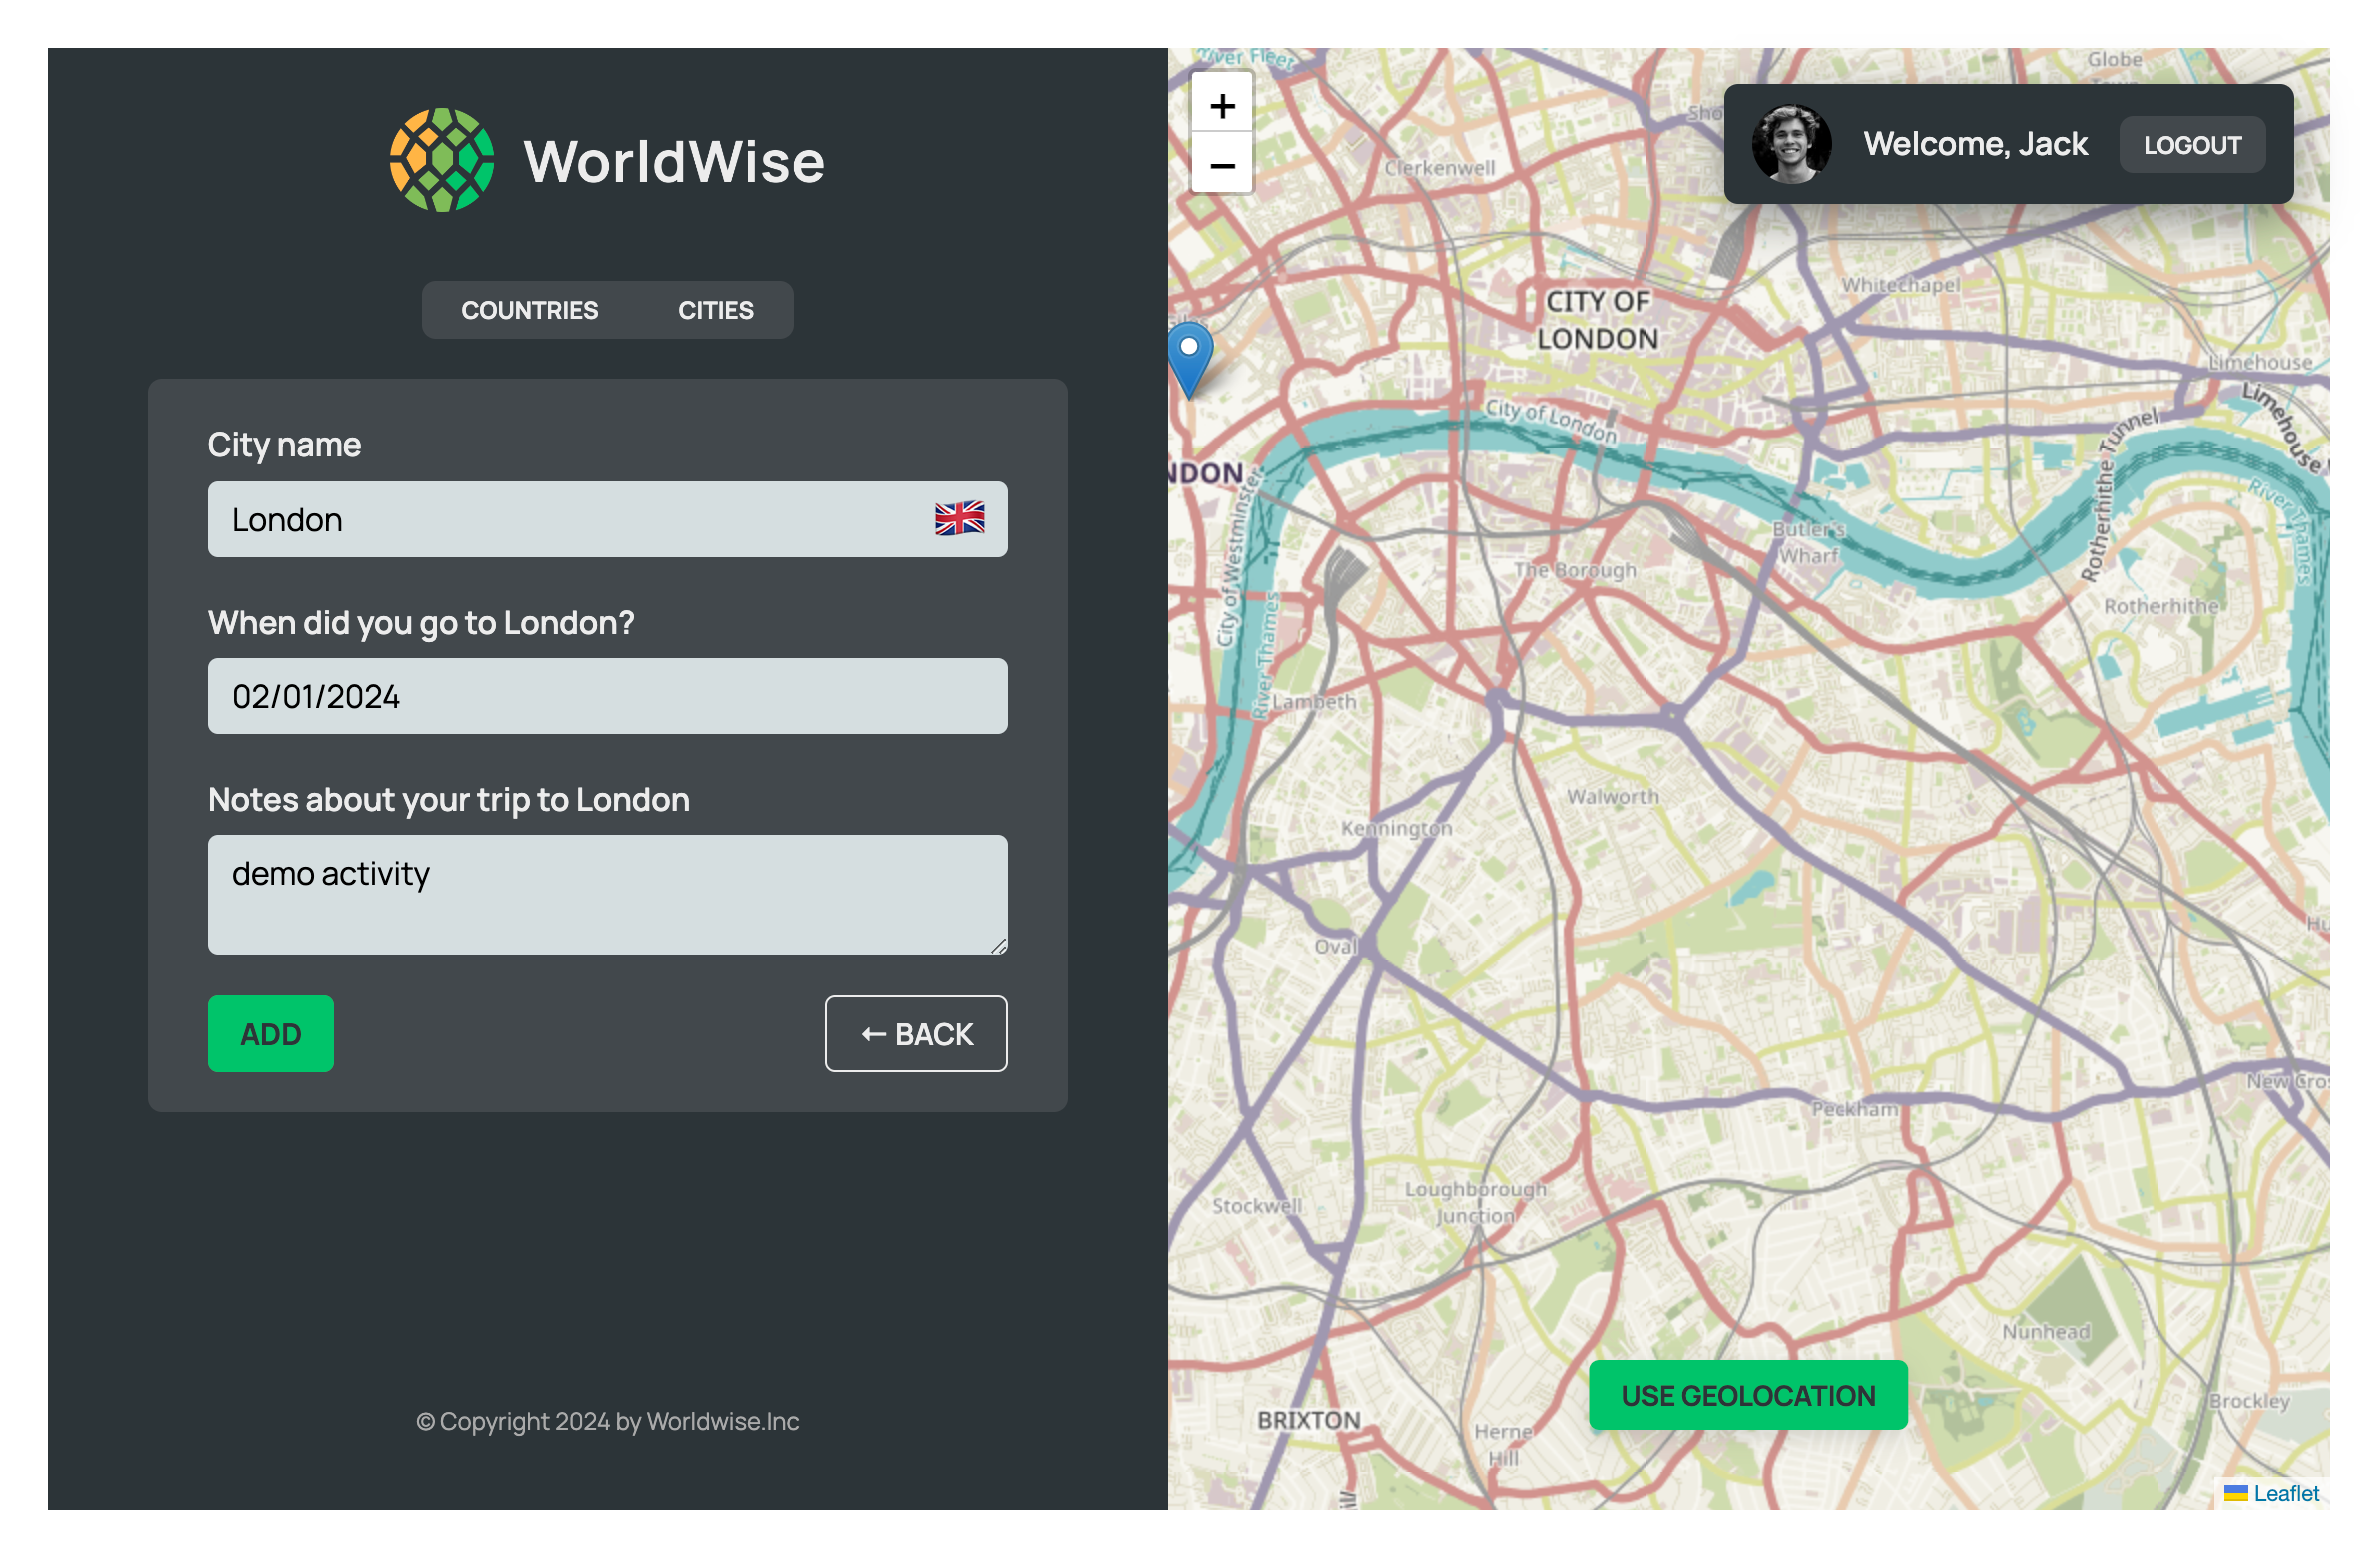 WorldWise
COUNTRIES CITIES
City name
London
When did you go to London?
02/01/2024
Notes about your trip to London
demo activity
ADD
← BACK
© Copyright 2024 by Worldwise.Inc
+
−
Welcome, Jack
LOGOUT
River Fleet
Globe
Clerkenwell
Whitechapel
CITY OF
LONDON
Limehouse
City of London
Rotherhithe Tunnel
Limehouse
NDON
City of Westminster
River Thames
River Thames
Butler's
Wharf
The Borough
Rotherhithe
Lambeth
Walworth
Kennington
Oval
New Cros
Peckham
Loughborough
Junction
Stockwell
Nunhead
USE GEOLOCATION
Brockley
BRIXTON
Herne
Hill
Leaflet